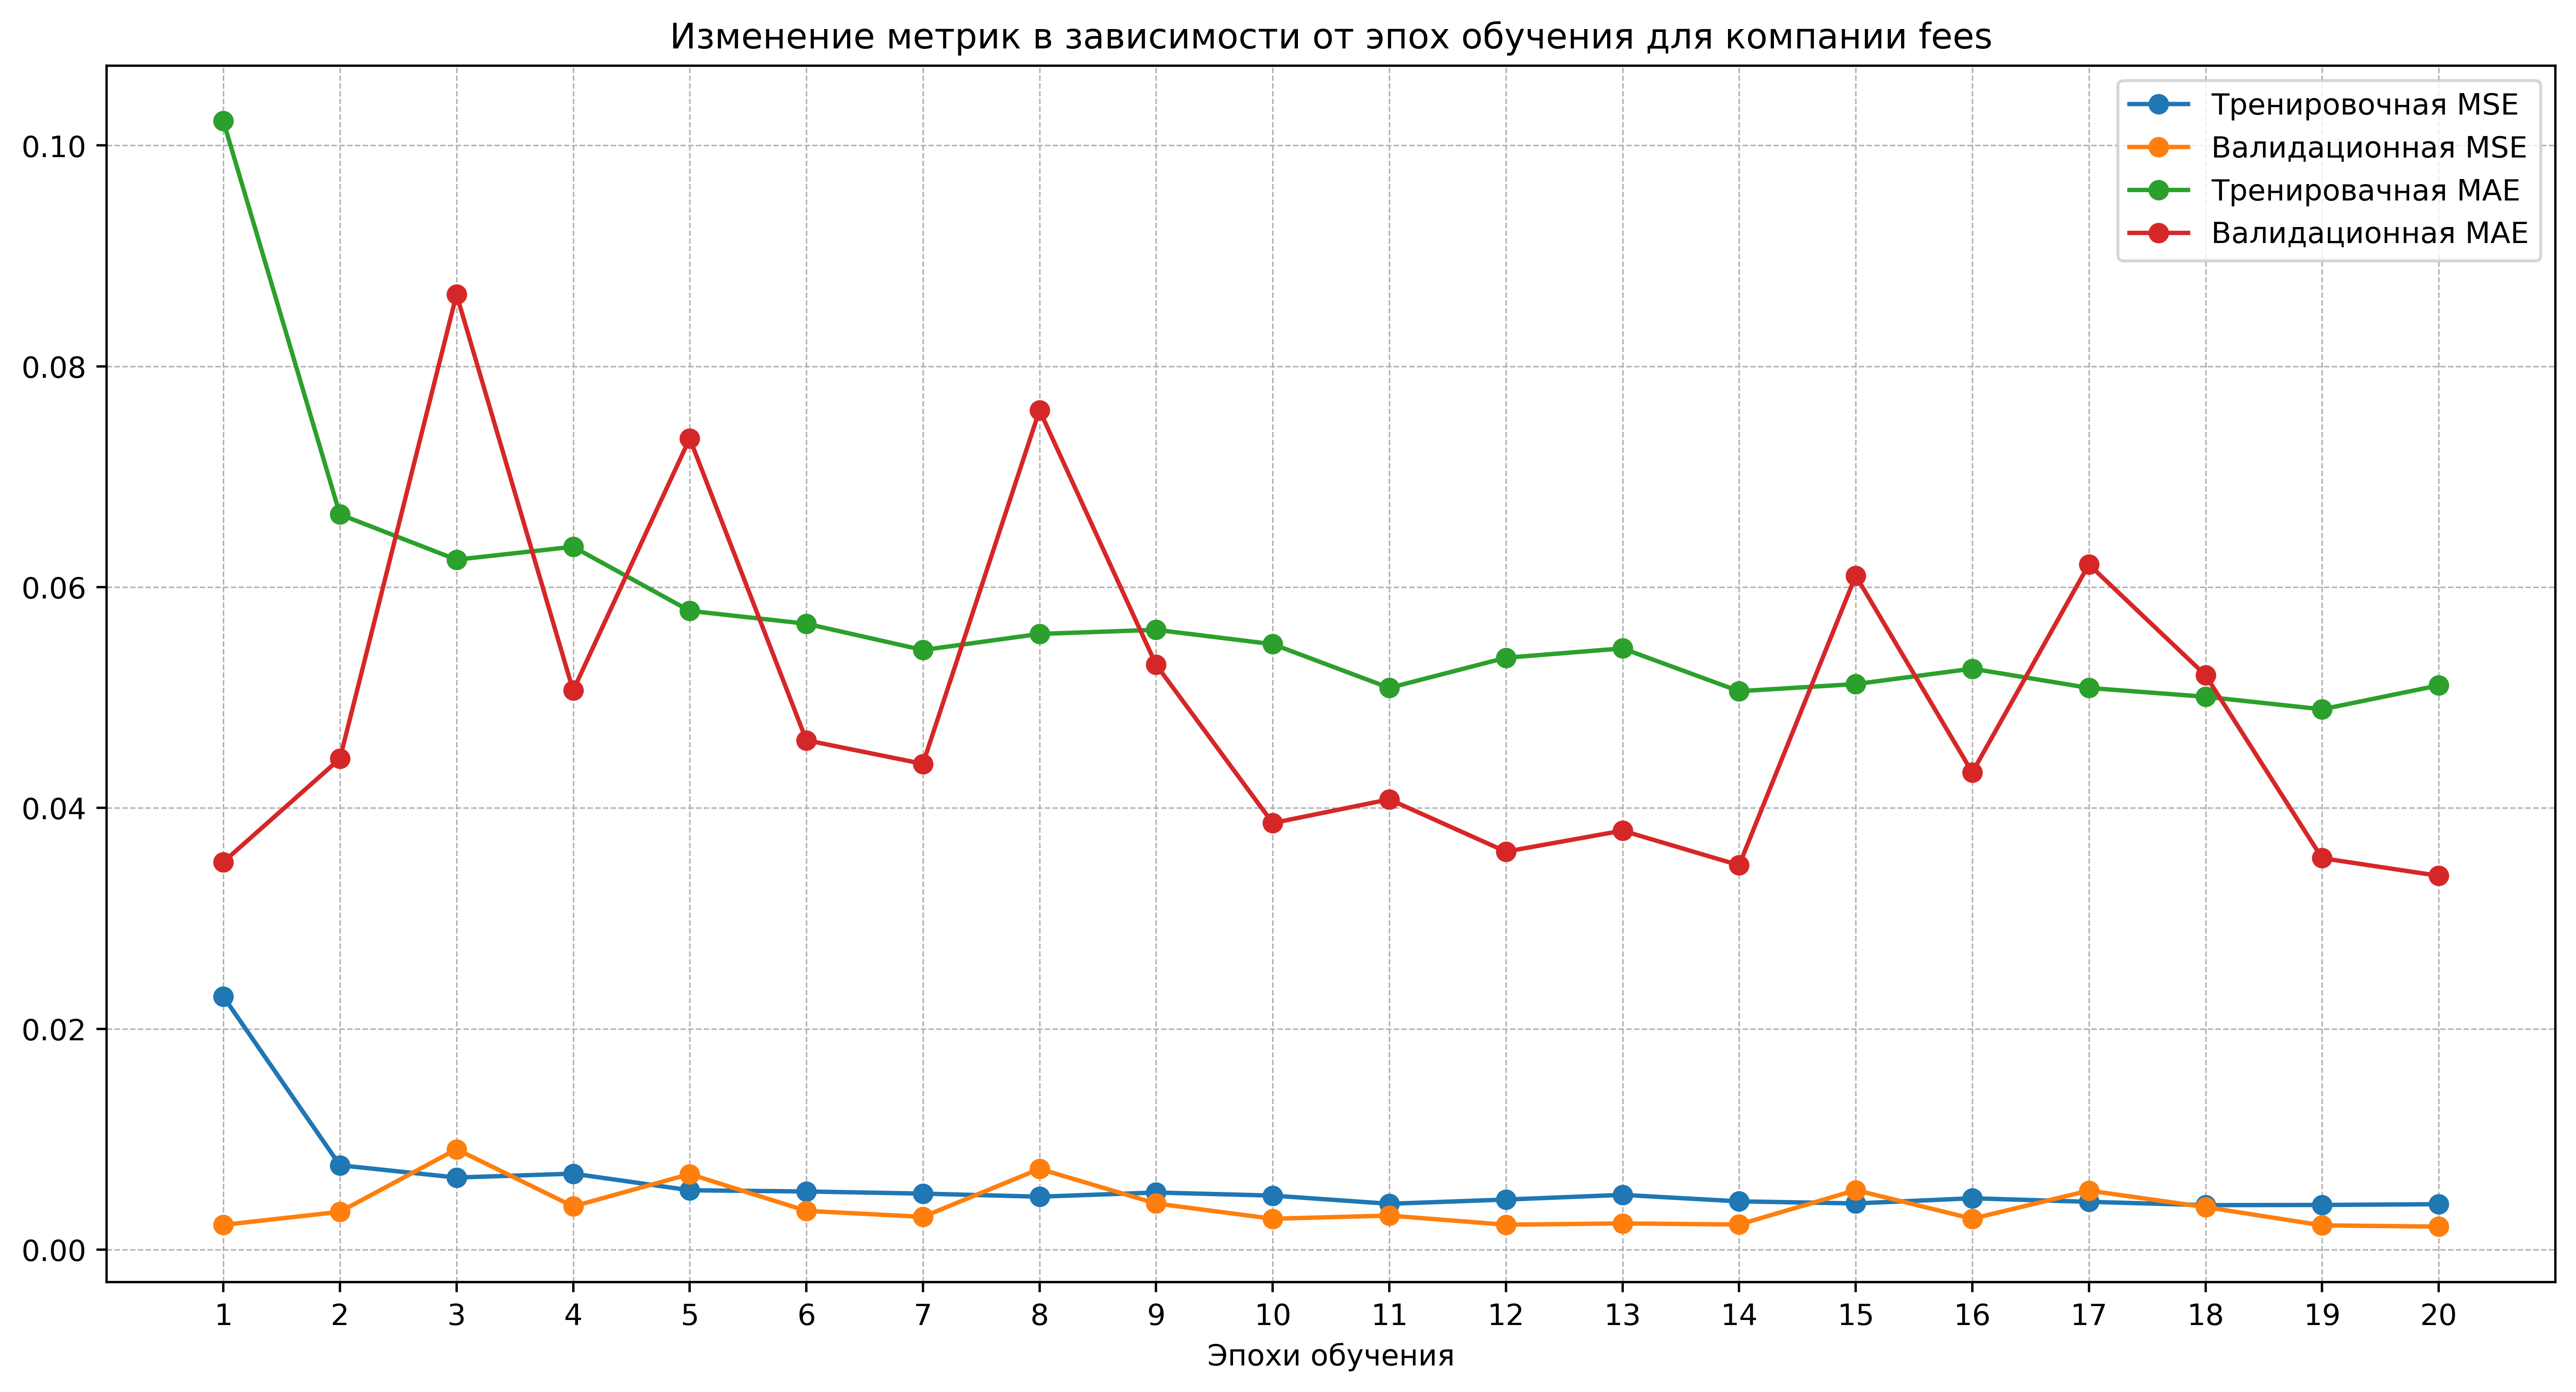 Изменение метрик в зависимости от эпох обучения для компании fees
Тренировочная MSE
Валидационная MSE
Тренировачная MAE
Валидационная MAE
0.10
0.08
0.06
0.04
0.02
0.00
1 2 3 4 5 6 7 8 9 10 11 12 13 14 15 16 17 18 19 20
Эпохи обучения